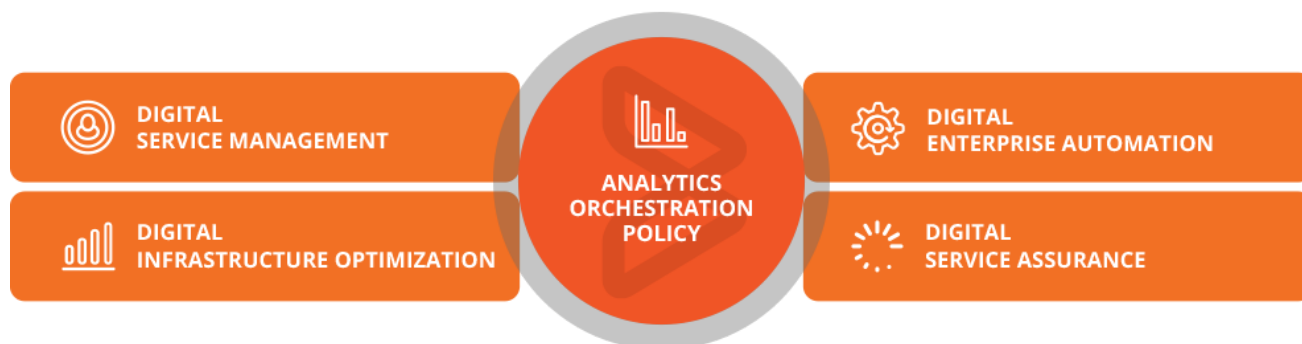 DIGITAL
SERVICE MANAGEMENT
DIGITAL
INFRASTRUCTURE OPTIMIZATION
ANALYTICS
ORCHESTRATION
POLICY
DIGITAL
ENTERPRISE AUTOMATION
DIGITAL
SERVICE ASSURANCE